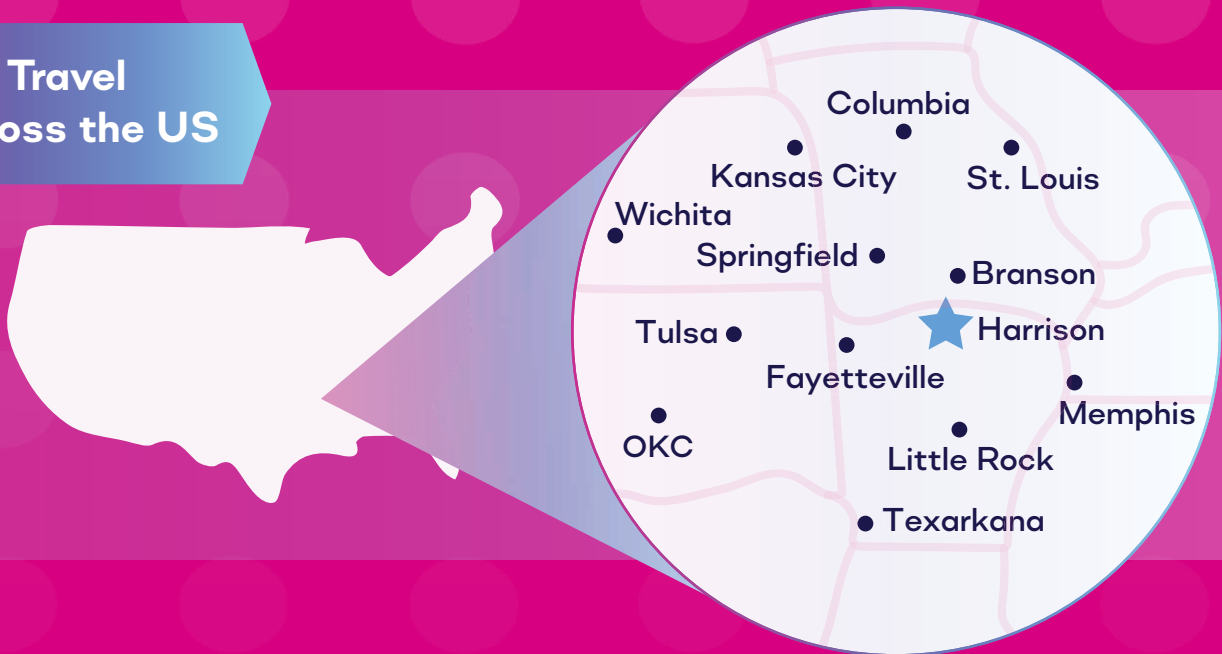 Travel
oss the US
Columbia
Kansas City
St. Louis
Wichita
Springfield
Branson
Tulsa
Harrison
Fayetteville
Memphis
OKC
Little Rock
Texarkana